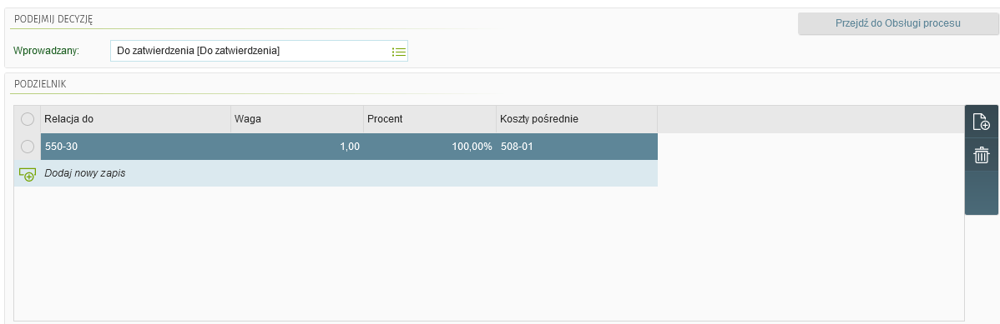 PODEJMIJ DECYZJĘ
Przejdź do Obsługi procesu
Wprowadzany: Do zatwierdzenia [Do zatwierdzenia]
PODZIELNIK
Relacja do Waga Procent Koszty pośrednie
550-30 1,00 100,00% 508-01
Dodaj nowy zapis